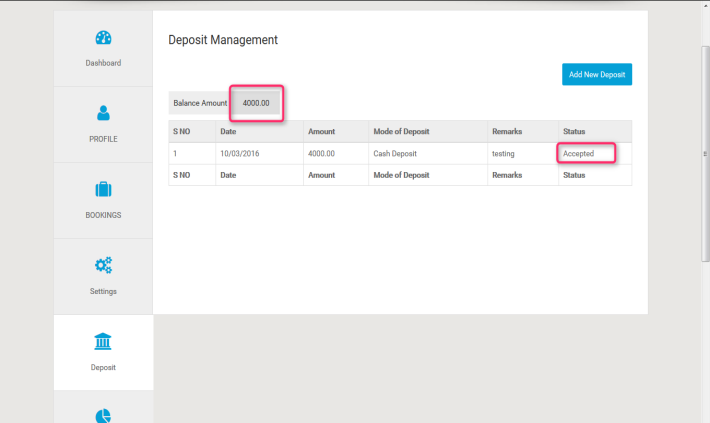 Dashboard
PROFILE
BOOKINGS
Settings
Deposit
Deposit Management
Add New Deposit
Balance Amount 4000.00
S NO Date Amount Mode of Deposit Remarks Status
1 10/03/2016 4000.00 Cash Deposit testing Accepted
S NO Date Amount Mode of Deposit Remarks Status